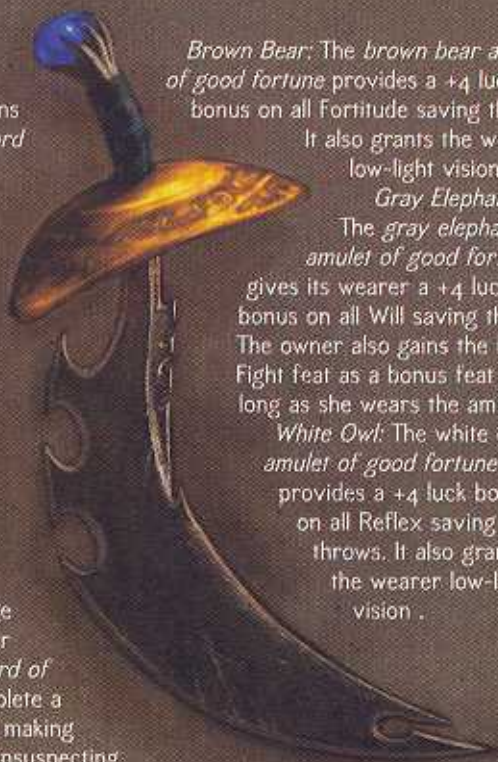 ns
ord
e
r
rd of
plete a
making
nsuspecting
Brown Bear: The brown bear a
of good fortune provides a +4 luc
bonus on all Fortitude saving th
It also grants the w
low-light vision
Gray Elepha
The gray elepha
amulet of good for
gives its wearer a +4 luc
bonus on all Will saving th
The owner also gains the
Fight feat as a bonus feat
long as she wears the am
White Owl: The white
amulet of good fortune
provides a +4 luck bo
on all Reflex saving
throws. It also gran
the wearer low-l
vision .